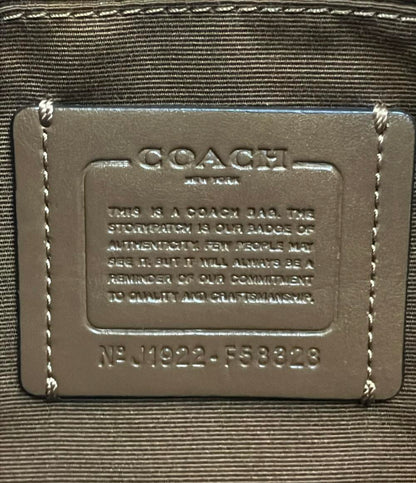 COACH
NEW YORK
THIS IS A COACH BAG. THE
STORYPATCH IS OUR BADGE OF
AUTHENTICITY. FEW PEOPLE MAY
SEE IT. BUT IT WILL ALWAYS BE A
REMINDER OF OUR COMMITMENT
TO QUALITY AND CRAFTSMANSHIP.
Nº J1922-F58328